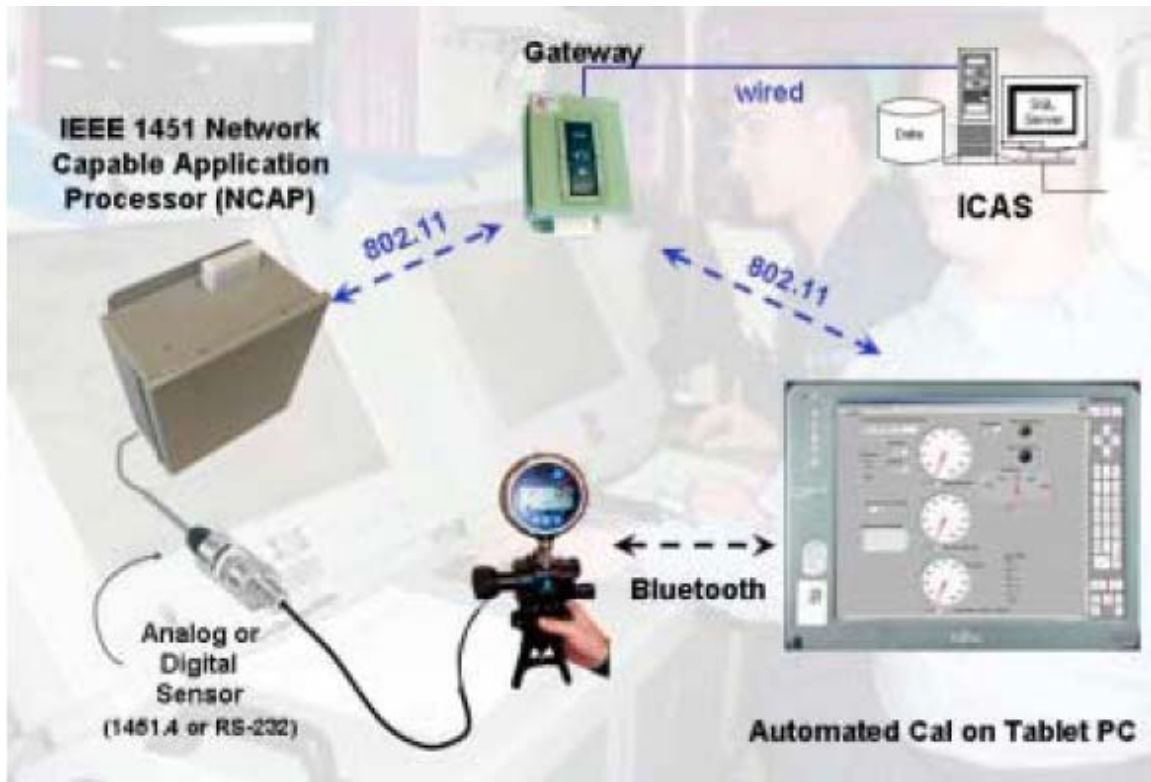 Gateway
wired
IEEE 1451 Network
Capable Application
Processor (NCAP)
Data
SQL
Server
ICAS
802.11
802.11
Bluetooth
Analog or
Digital
Sensor
(1451.4 or RS-232)
Automated Cal on Tablet PC